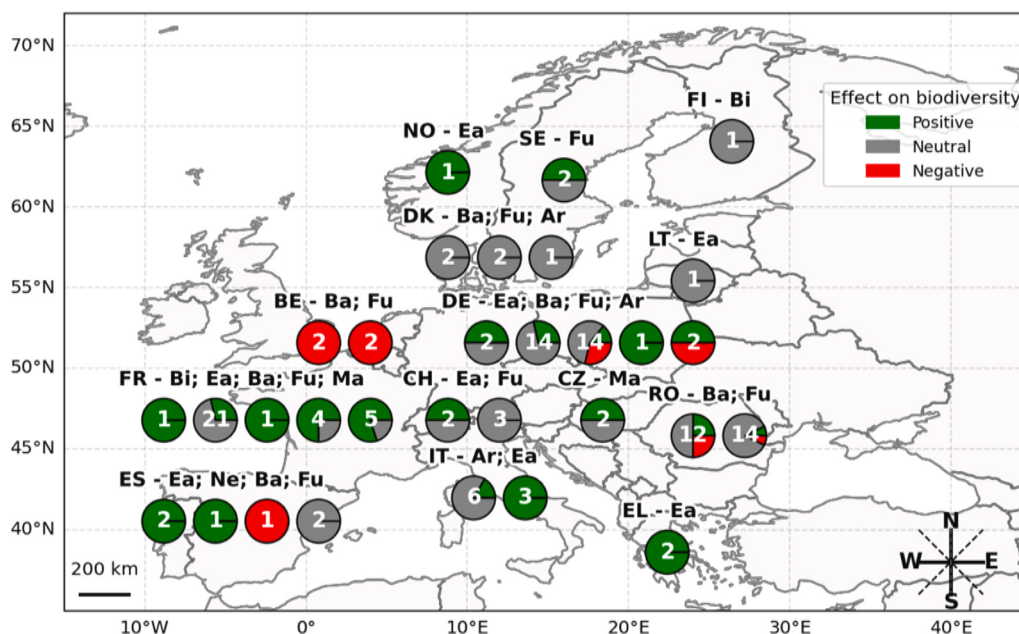 70°N
65°N
60°N
55°N
50°N
45°N
40°N
FI - Bi
1
Effect on biodiversity
Positive
Neutral
Negative
NO - Ea
1
SE - Fu
2
DK - Ba; Fu; Ar
2 2 1
LT - Ea
1
BE - Ba; Fu
2 2
DE - Ea; Ba; Fu; Ar
2 14 14 1 2
FR - Bi; Ea; Ba; Fu; Ma
1 21 1 4 5
CH - Ea; Fu
2 3
CZ - Ma
2
RO - Ba; Fu
12 14
IT - Ar; Ea
6 3
ES - Ea; Ne; Ba; Fu
2 1 1 2
EL - Ea
2
N
W E
S
200 km
10°W 0° 10°E 20°E 30°E 40°E